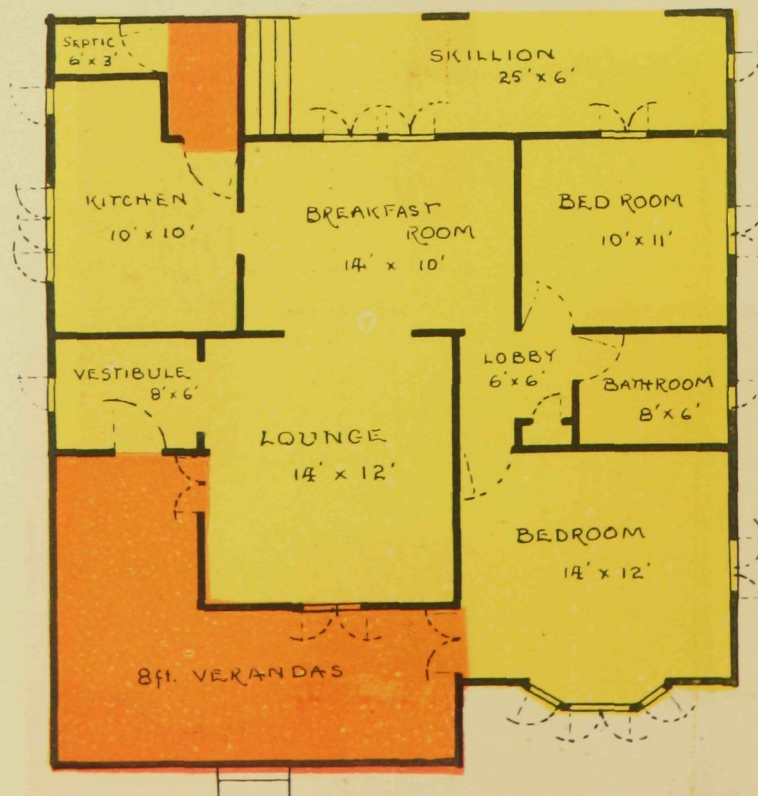 SEPTIC
6' x 3'
SKILLION
25' x 6'
KITCHEN
10' x 10'
BREAKFAST
ROOM
14' x 10'
BED ROOM
10' x 11'
VESTIBULE
8' x 6'
LOUNGE
14' x 12'
LOBBY
6' x 6'
BATHROOM
8' x 6'
BEDROOM
14' x 12'
8ft. VERANDAS